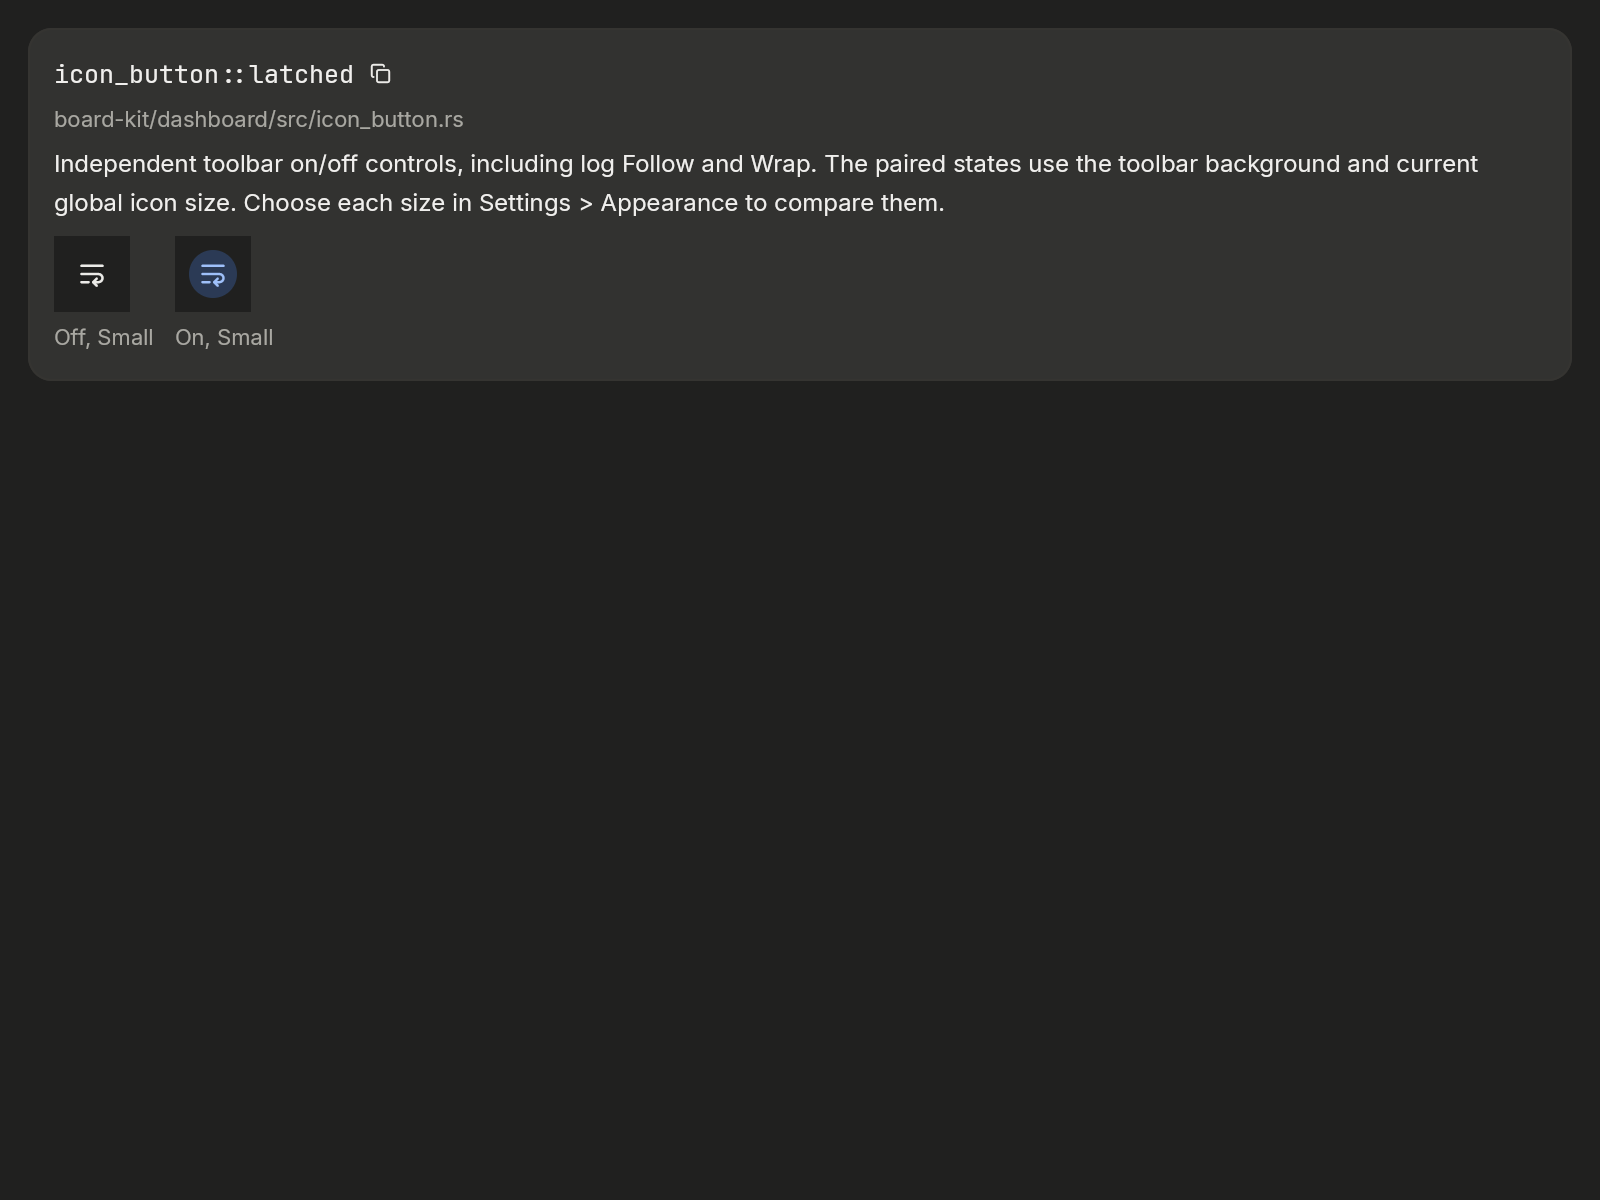 icon_button::latched
board-kit/dashboard/src/icon_button.rs
Independent toolbar on/off controls, including log Follow and Wrap. The paired states use the toolbar background and current
global icon size. Choose each size in Settings > Appearance to compare them.
Off, Small On, Small